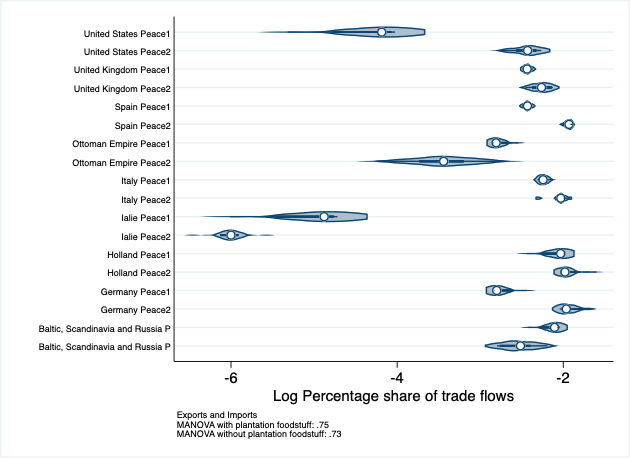 United States Peace1
United States Peace2
United Kingdom Peace1
United Kingdom Peace2
Spain Peace1
Spain Peace2
Ottoman Empire Peace1
Ottoman Empire Peace2
Italy Peace1
Italy Peace2
Ialie Peace1
Ialie Peace2
Holland Peace1
Holland Peace2
Germany Peace1
Germany Peace2
Baltic, Scandinavia and Russia P
Baltic, Scandinavia and Russia P
-6 -4 -2
Log Percentage share of trade flows
Exports and Imports
MANOVA with plantation foodstuff: .75
MANOVA without plantation foodstuff: .73